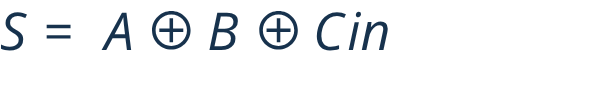 S = A ⊕ B ⊕ Cin